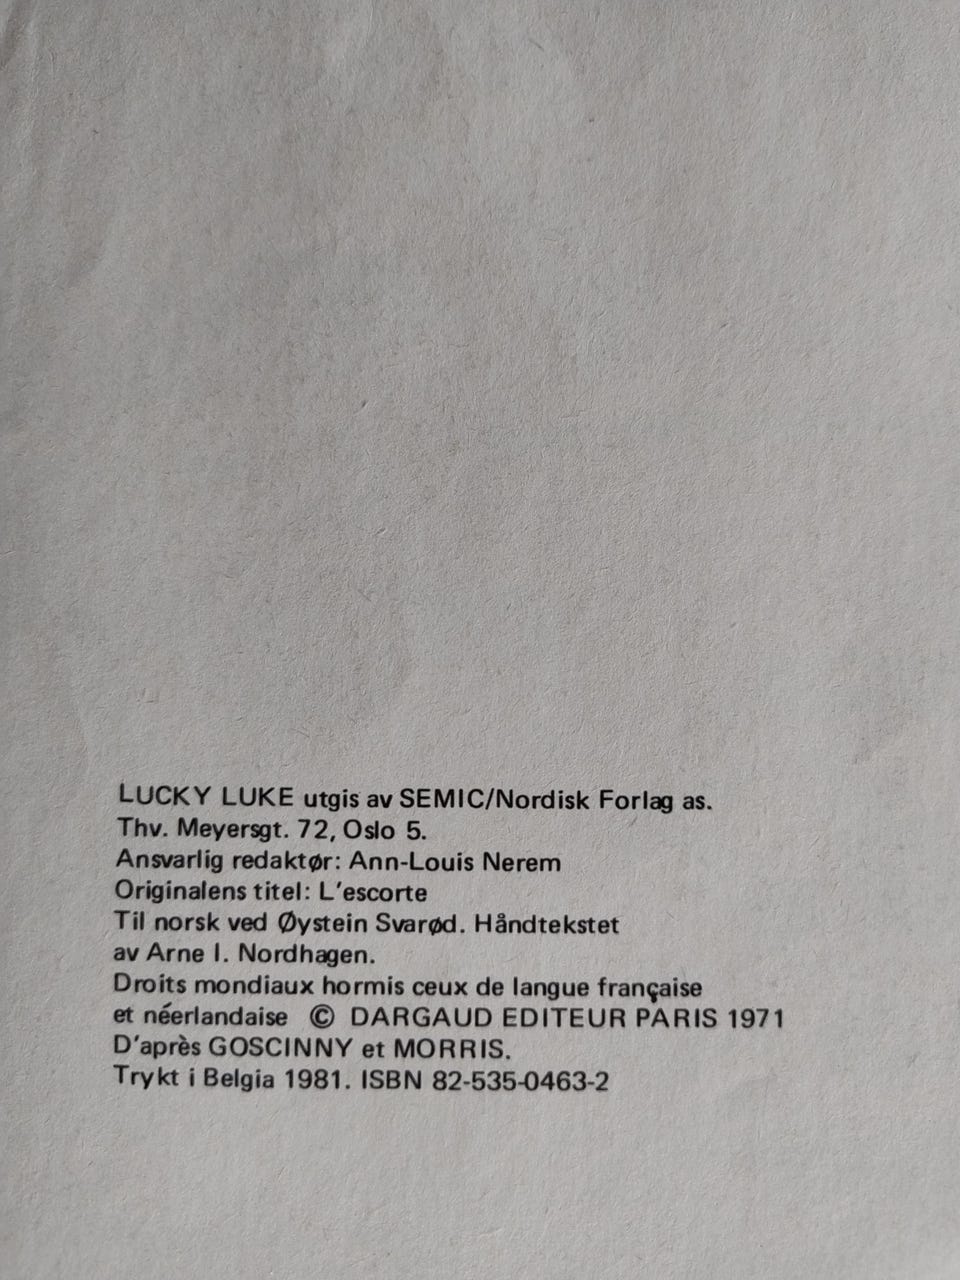 LUCKY LUKE utgis av SEMIC/Nordisk Forlag as.
Thv. Meyersgt. 72, Oslo 5.
Ansvarlig redaktør: Ann-Louis Nerem
Originalens titel: L'escorte
Til norsk ved Øystein Svarød. Håndtekstet
av Arne I. Nordhagen.
Droits mondiaux hormis ceux de langue française
et néerlandaise © DARGAUD EDITEUR PARIS 1971
D'après GOSCINNY et MORRIS.
Trykt i Belgia 1981. ISBN 82-535-0463-2